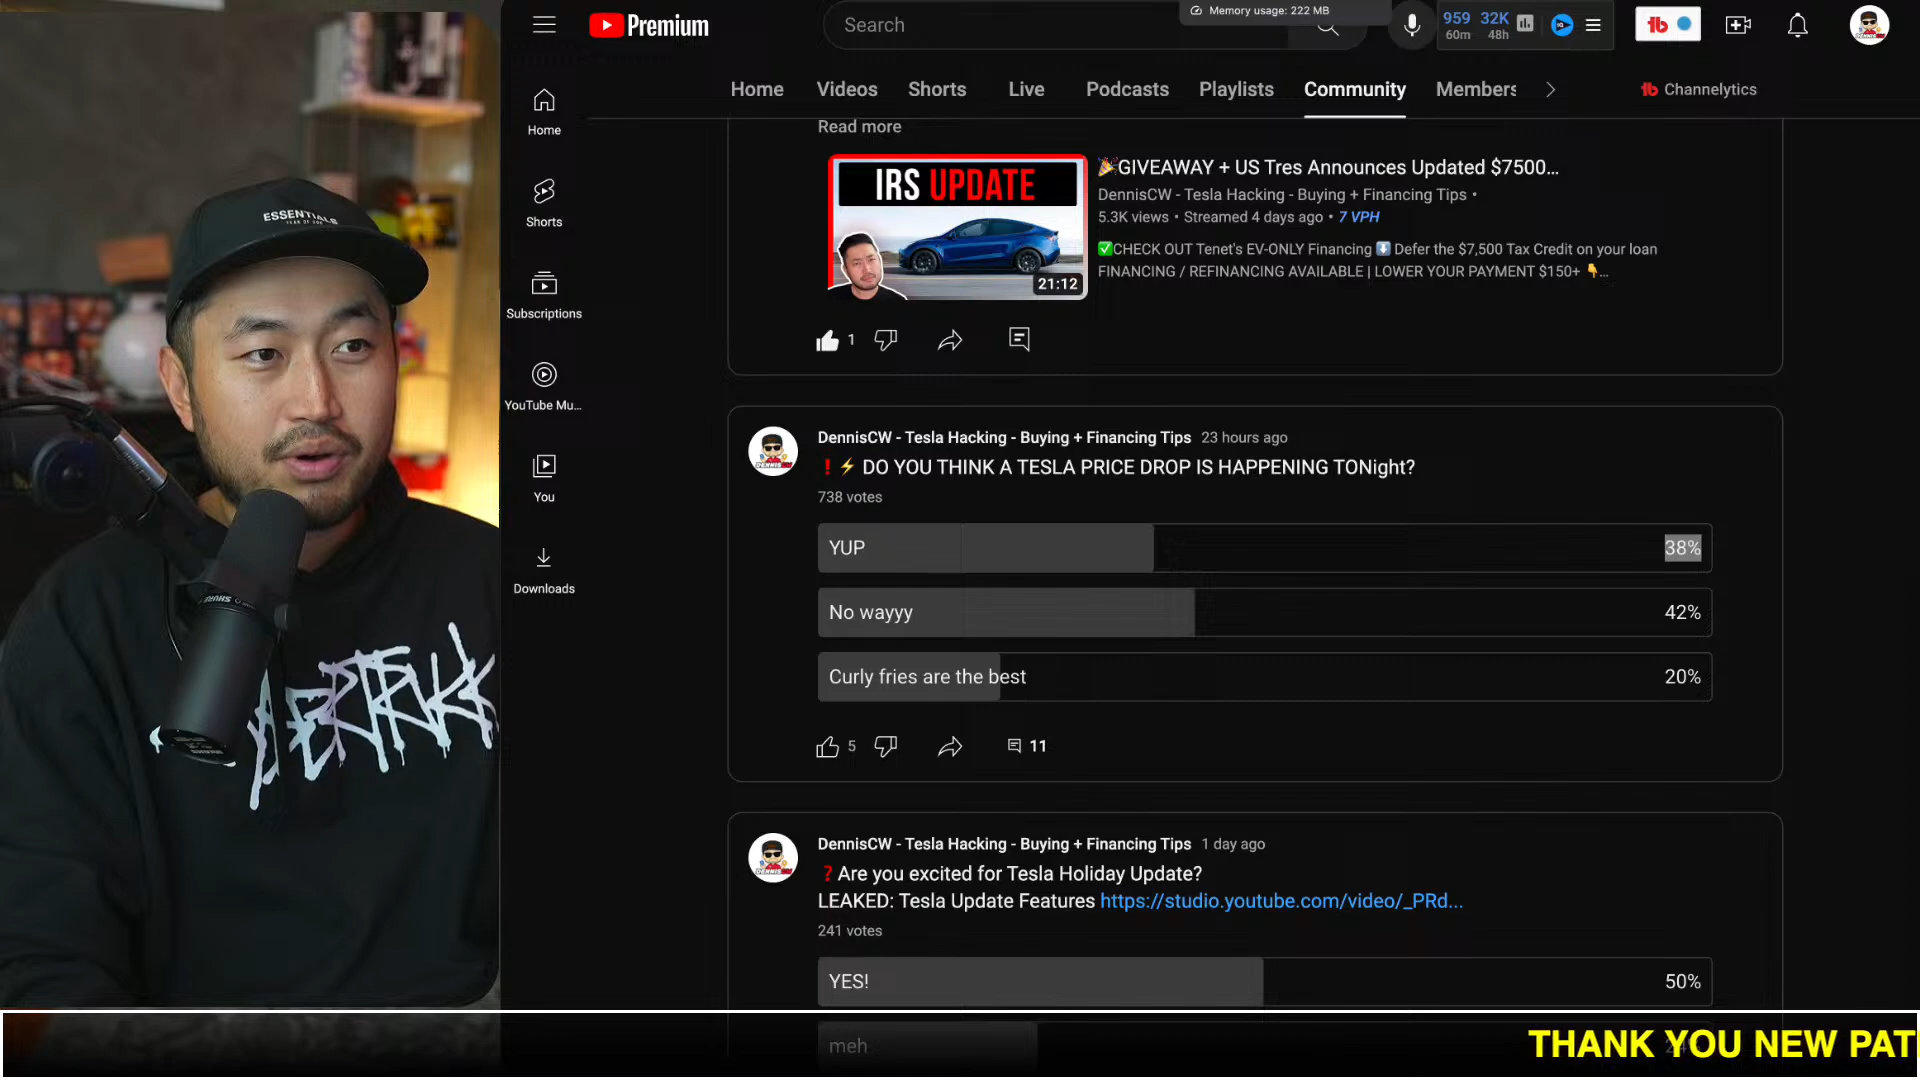 Premium
Search
Memory usage: 222 MB
959 32K
60m 48h
Home
Videos
Shorts
Live
Podcasts
Playlists
Community
Members
Channelytics
Home
Shorts
Subscriptions
YouTube Mu...
You
Downloads
ESSENTIALS
FEAR OF GOD
SHURE
Read more
IRS UPDATE
21:12
🎉GIVEAWAY + US Tres Announces Updated $7500...
DennisCW - Tesla Hacking - Buying + Financing Tips •
5.3K views • Streamed 4 days ago • 7 VPH
✅CHECK OUT Tenet's EV-ONLY Financing ⬇️ Defer the $7,500 Tax Credit on your loan
FINANCING / REFINANCING AVAILABLE | LOWER YOUR PAYMENT $150+ 👇...
1
DennisCW - Tesla Hacking - Buying + Financing Tips 23 hours ago
❗⚡ DO YOU THINK A TESLA PRICE DROP IS HAPPENING TONight?
738 votes
YUP 38%
No wayyy 42%
Curly fries are the best 20%
5
11
DennisCW - Tesla Hacking - Buying + Financing Tips 1 day ago
❓Are you excited for Tesla Holiday Update?
LEAKED: Tesla Update Features https://studio.youtube.com/video/_PRd...
241 votes
YES! 50%
meh
THANK YOU NEW PAT